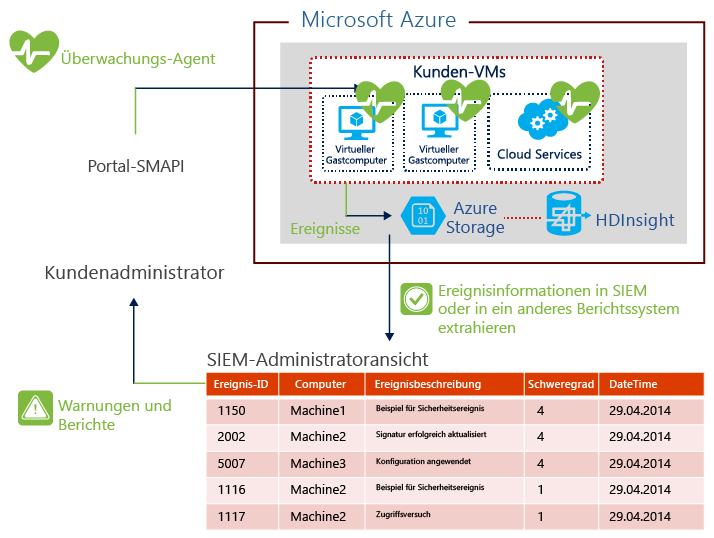 Microsoft Azure
Überwachungs-Agent
Kunden-VMs
Virtueller
Gastcomputer
Virtueller
Gastcomputer
Cloud Services
Portal-SMAPI
Ereignisse
10
01
Azure
Storage
HDInsight
Kundenadministrator
Ereignisinformationen in SIEM
oder in ein anderes Berichtssystem
extrahieren
SIEM-Administratoransicht
Warnungen und
Berichte
Ereignis-ID Computer Ereignisbeschreibung Schweregrad DateTime
1150 Machine1 Beispiel für Sicherheitsereignis 4 29.04.2014
2002 Machine2 Signatur erfolgreich aktualisiert 4 29.04.2014
5007 Machine3 Konfiguration angewendet 4 29.04.2014
1116 Machine2 Beispiel für Sicherheitsereignis 1 29.04.2014
1117 Machine2 Zugriffsversuch 1 29.04.2014